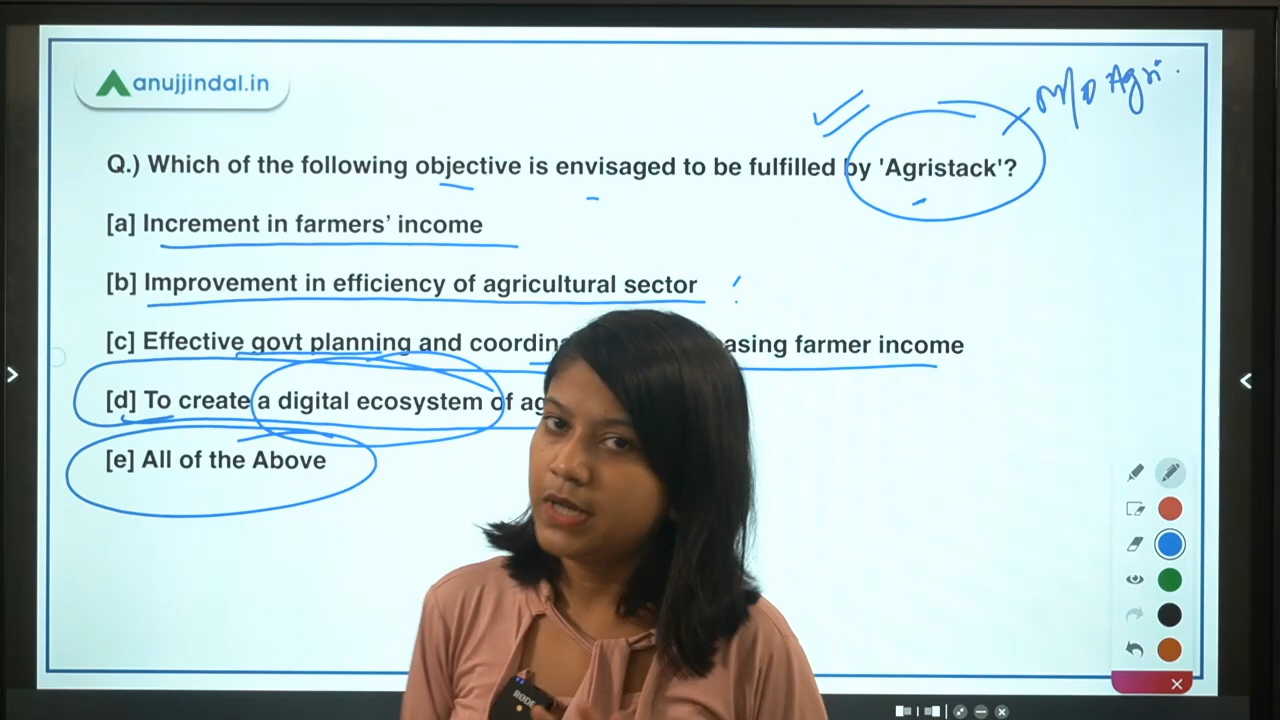 anujjindal.in
M/o Agri.
Q.) Which of the following objective is envisaged to be fulfilled by 'Agristack'?
[a] Increment in farmers' income
[b] Improvement in efficiency of agricultural sector
[c] Effective govt planning and asing farmer income
[d] To create a digital ecosystem of
[e] All of the Above
RODE